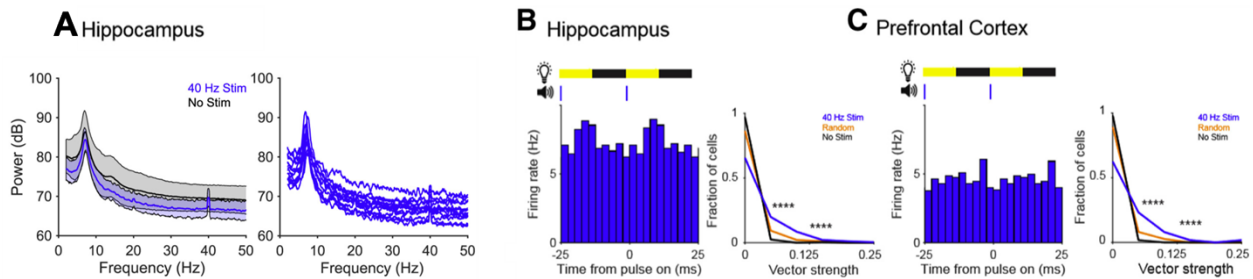 A Hippocampus
100
90
80
70
60
Power (dB)
0 10 20 30 40 50
Frequency (Hz)
40 Hz Stim
No Stim
100
90
80
70
60
0 10 20 30 40 50
Frequency (Hz)
B Hippocampus
Firing rate (Hz)
5
0
-25 0 25
Time from pulse on (ms)
Fraction of cells
1
0.5
0
40 Hz Stim
Random
No Stim
****
****
0 0.25
Vector strength
C Prefrontal Cortex
Firing rate (Hz)
5
0
-25 0 25
Time from pulse on (ms)
Fraction of cells
1
0.5
0
40 Hz Stim
Random
No Stim
****
****
0 0.25
Vector strength